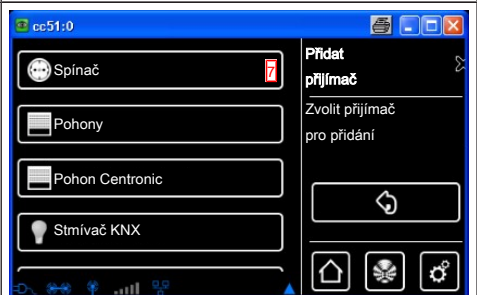 cc51:0
Spínač
7
Pohony
Pohon Centronic
Stmívač KNX
Přidat
přijímač
Zvolit přijímač
pro přidání